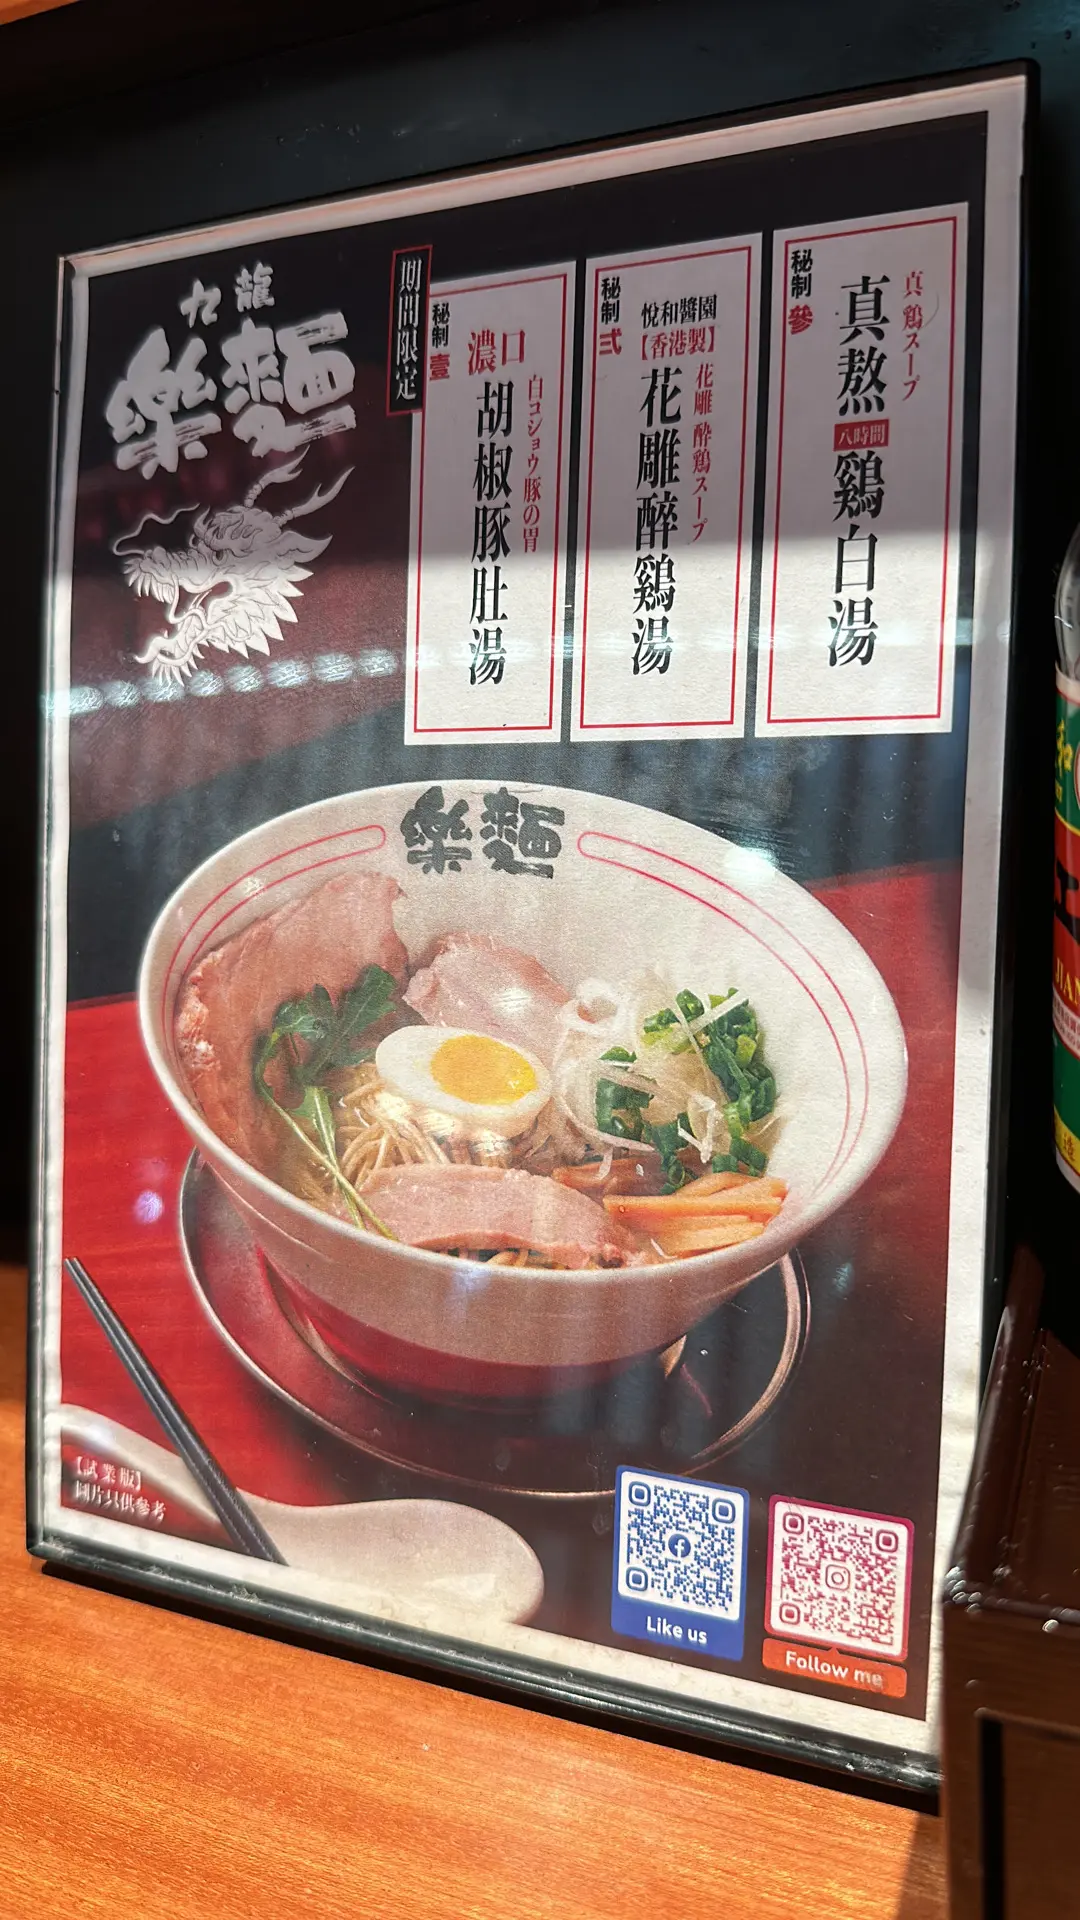 九龍
樂麵
期間限定
秘制壹
濃口
胡椒豚肚湯
白コショウ豚の胃
秘制弍
悅和醬園
【香港製】
花雕醉鷄湯
花雕 酔鶏スープ
秘制參
真熬八時間鷄白湯
真 鶏スープ
樂麵
【試業版】
圖片只供參考
Like us
Follow me